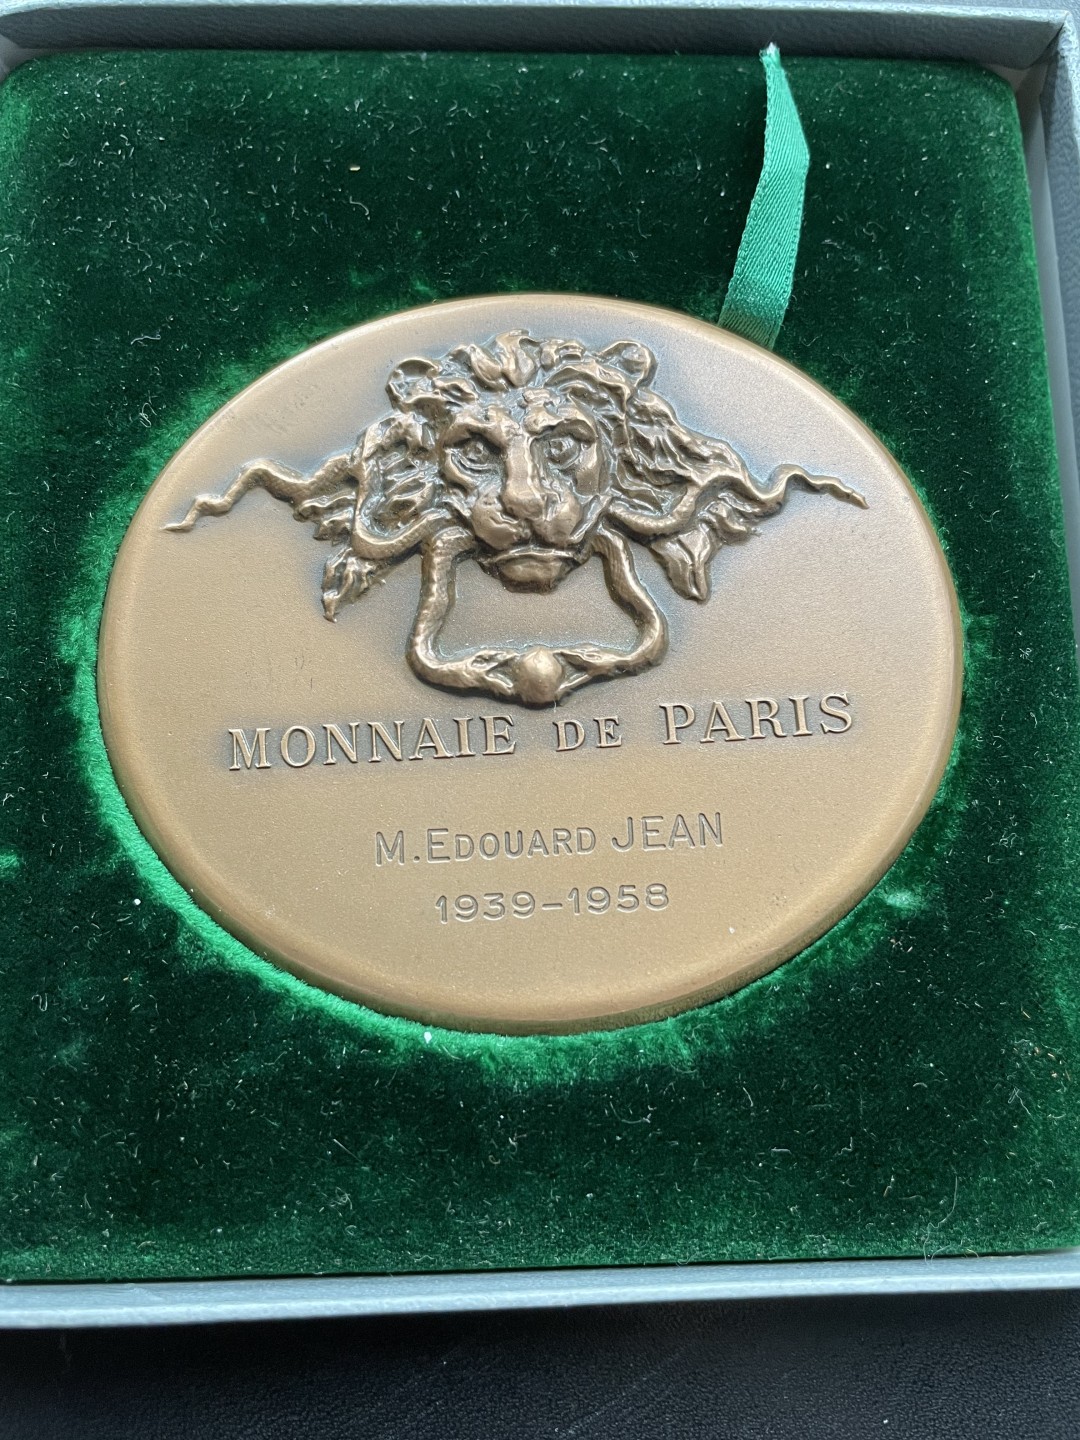 MONNAIE DE PARIS
M. EDOUARD JEAN
1939-1958